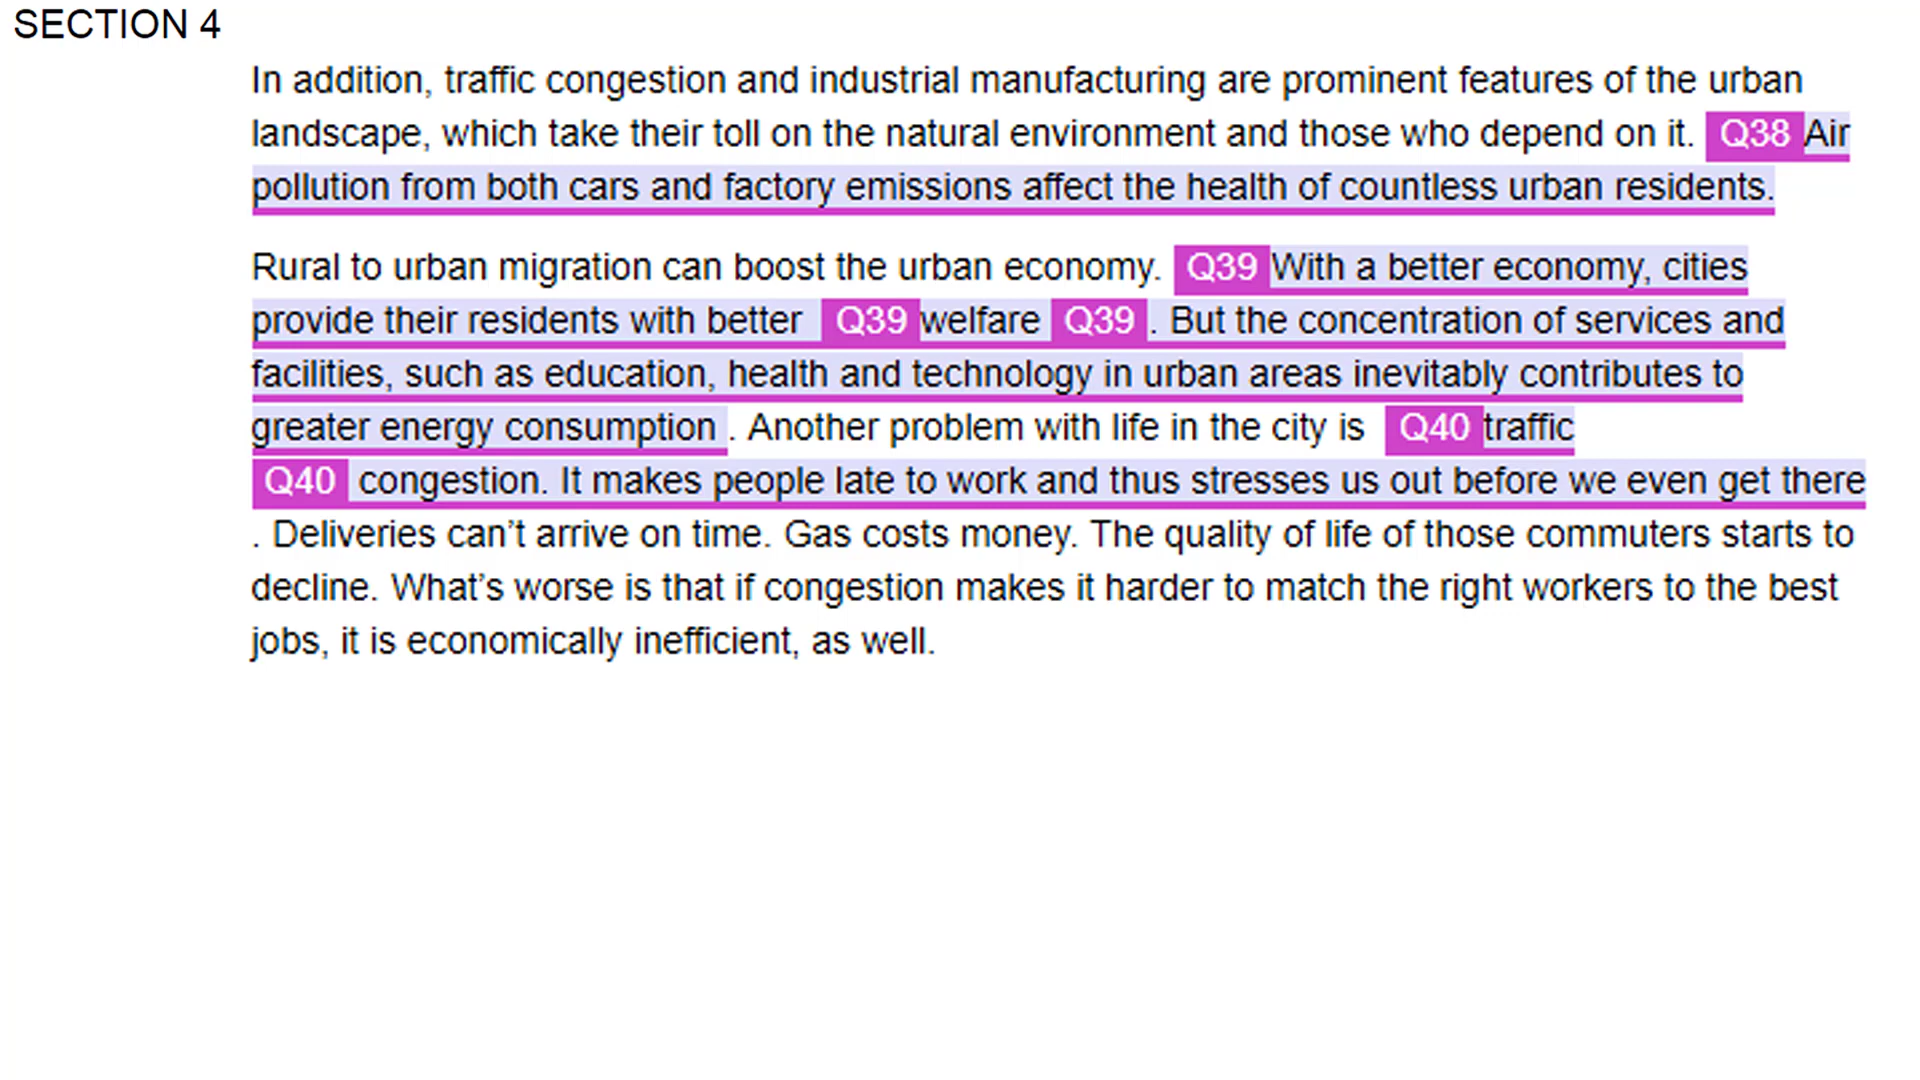 SECTION 4
In addition, traffic congestion and industrial manufacturing are prominent features of the urban
landscape, which take their toll on the natural environment and those who depend on it. Q38 Air
pollution from both cars and factory emissions affect the health of countless urban residents.
Rural to urban migration can boost the urban economy. Q39 With a better economy, cities
provide their residents with better Q39 welfare Q39 . But the concentration of services and
facilities, such as education, health and technology in urban areas inevitably contributes to
greater energy consumption . Another problem with life in the city is Q40 traffic
Q40 congestion. It makes people late to work and thus stresses us out before we even get there
. Deliveries can’t arrive on time. Gas costs money. The quality of life of those commuters starts to
decline. What’s worse is that if congestion makes it harder to match the right workers to the best
jobs, it is economically inefficient, as well.